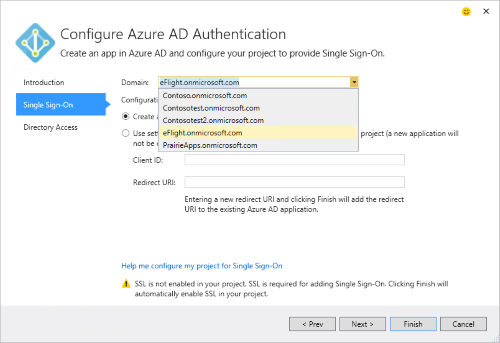 Configure Azure AD Authentication
Create an app in Azure AD and configure your project to provide Single Sign-On.
Introduction
Single Sign-On
Directory Access
Domain: eFlight.onmicrosoft.com
Contoso.onmicrosoft.com
Contosotest.onmicrosoft.com
Contosotest2.onmicrosoft.com
eFlight.onmicrosoft.com
PrairieApps.onmicrosoft.com
Configuratio
Create a
Use sett project (a new application will
not be c
Client ID:
Redirect URI:
Entering a new redirect URI and clicking Finish will add the redirect
URI to the existing Azure AD application.
Help me configure my project for Single Sign-On
SSL is not enabled in your project. SSL is required for adding Single Sign-On. Clicking Finish will
automatically enable SSL in your project.
< Prev Next > Finish Cancel